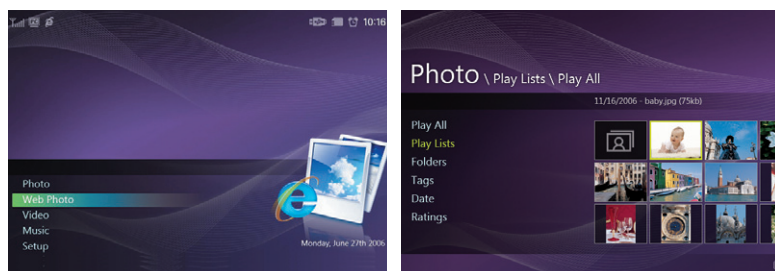 10:16
Photo
Web Photo
Video
Music
Setup
Monday, June 27th 2006
Photo \ Play Lists \ Play All
11/16/2006 - baby.jpg (75kb)
Play All
Play Lists
Folders
Tags
Date
Ratings